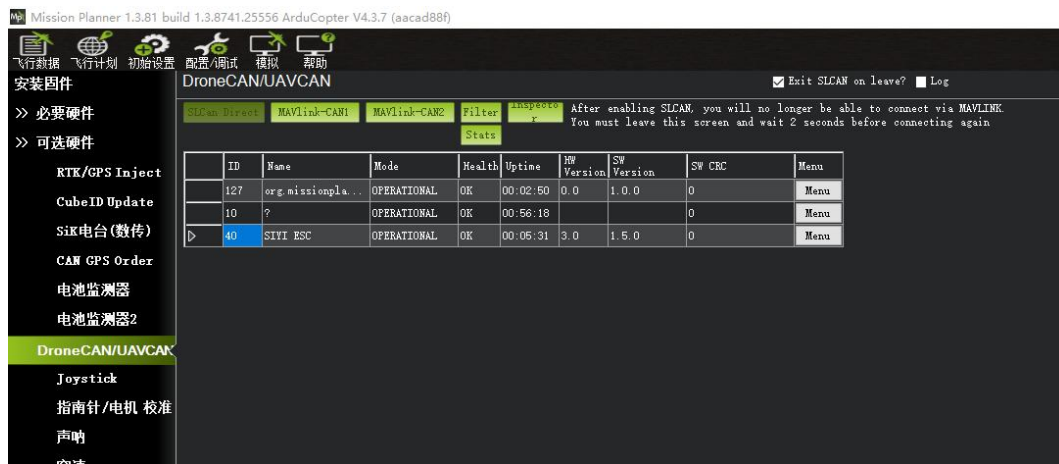 Mission Planner 1.3.81 build 1.3.8741.25556 ArduCopter V4.3.7 (aacad88f)
飞行数据 飞行计划 初始设置 配置/调试 模拟 帮助
安装固件
>> 必要硬件
>> 可选硬件
RTK/GPS Inject
CubeID Update
SiK电台(数传)
CAN GPS Order
电池监测器
电池监测器2
DroneCAN/UAVCAN
Joystick
指南针/电机 校准
声呐
DroneCAN/UAVCAN
Exit SLCAN on leave? Log
SLCan Direct MAVlink-CAN1 MAVlink-CAN2 Filter Inspecto
r
Stats
After enabling SLCAN, you will no longer be able to connect via MAVLINK.
You must leave this screen and wait 2 seconds before connecting again
ID Name Mode Health Uptime HW Version SW Version SW CRC Menu
127 org.missionpla... OPERATIONAL OK 00:02:50 0.0 1.0.0 0 Menu
10 ? OPERATIONAL OK 00:56:18 0 Menu
40 SIYI ESC OPERATIONAL OK 00:05:31 3.0 1.5.0 0 Menu